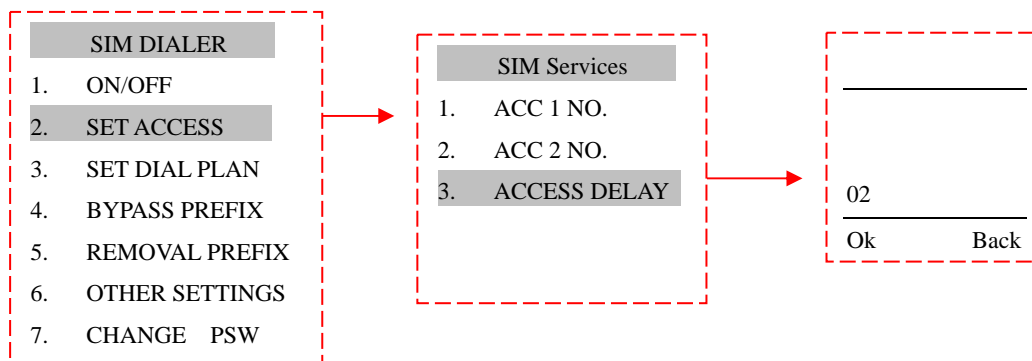 SIM DIALER
1. ON/OFF
2. SET ACCESS
3. SET DIAL PLAN
4. BYPASS PREFIX
5. REMOVAL PREFIX
6. OTHER SETTINGS
7. CHANGE PSW
SIM Services
1. ACC 1 NO.
2. ACC 2 NO.
3. ACCESS DELAY
02
Ok Back